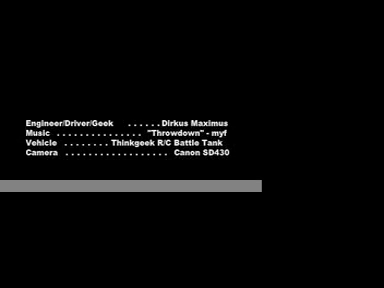 Engineer/Driver/Geek . . . . . . Dirkus Maximus
Music . . . . . . . . . . . . . . . "Throwdown" - myf
Vehicle . . . . . . . . Thinkgeek R/C Battle Tank
Camera . . . . . . . . . . . . . . . . . . Canon SD430